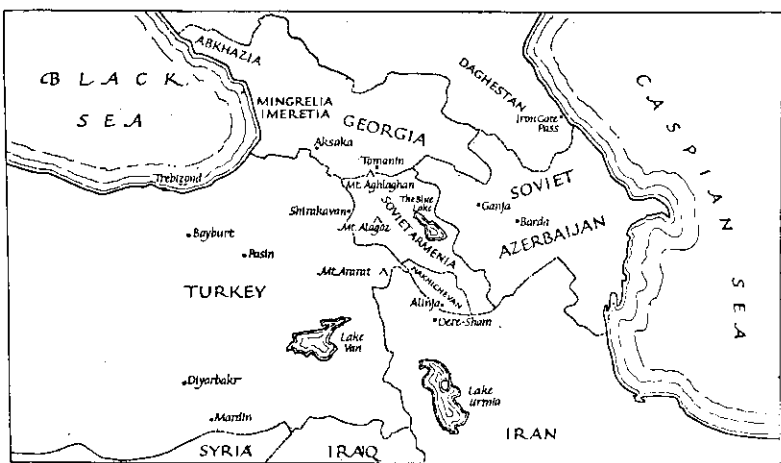 ABKHAZIA
BLACK
SEA
MINGRELIA
IMERETIA
GEORGIA
DAGHESTAN
Iron Gate
Pass
CASPIAN
SEA
Aksaka
Tamanin
Trebizond
Mt. Aghlaghan
The Blue
Lake
SOVIET
AZERBAIJAN
Ganja
Barda
Shirakavan
SOVIET ARMENIA
Mt. Alagoz
Bayburt
Pasin
Mt. Ararat
NAKHICHEVAN
TURKEY
Alinja
Dere-Sham
Lake
Van
Diyarbakr
Lake
Urmia
Mardin
SYRIA
IRAQ
IRAN